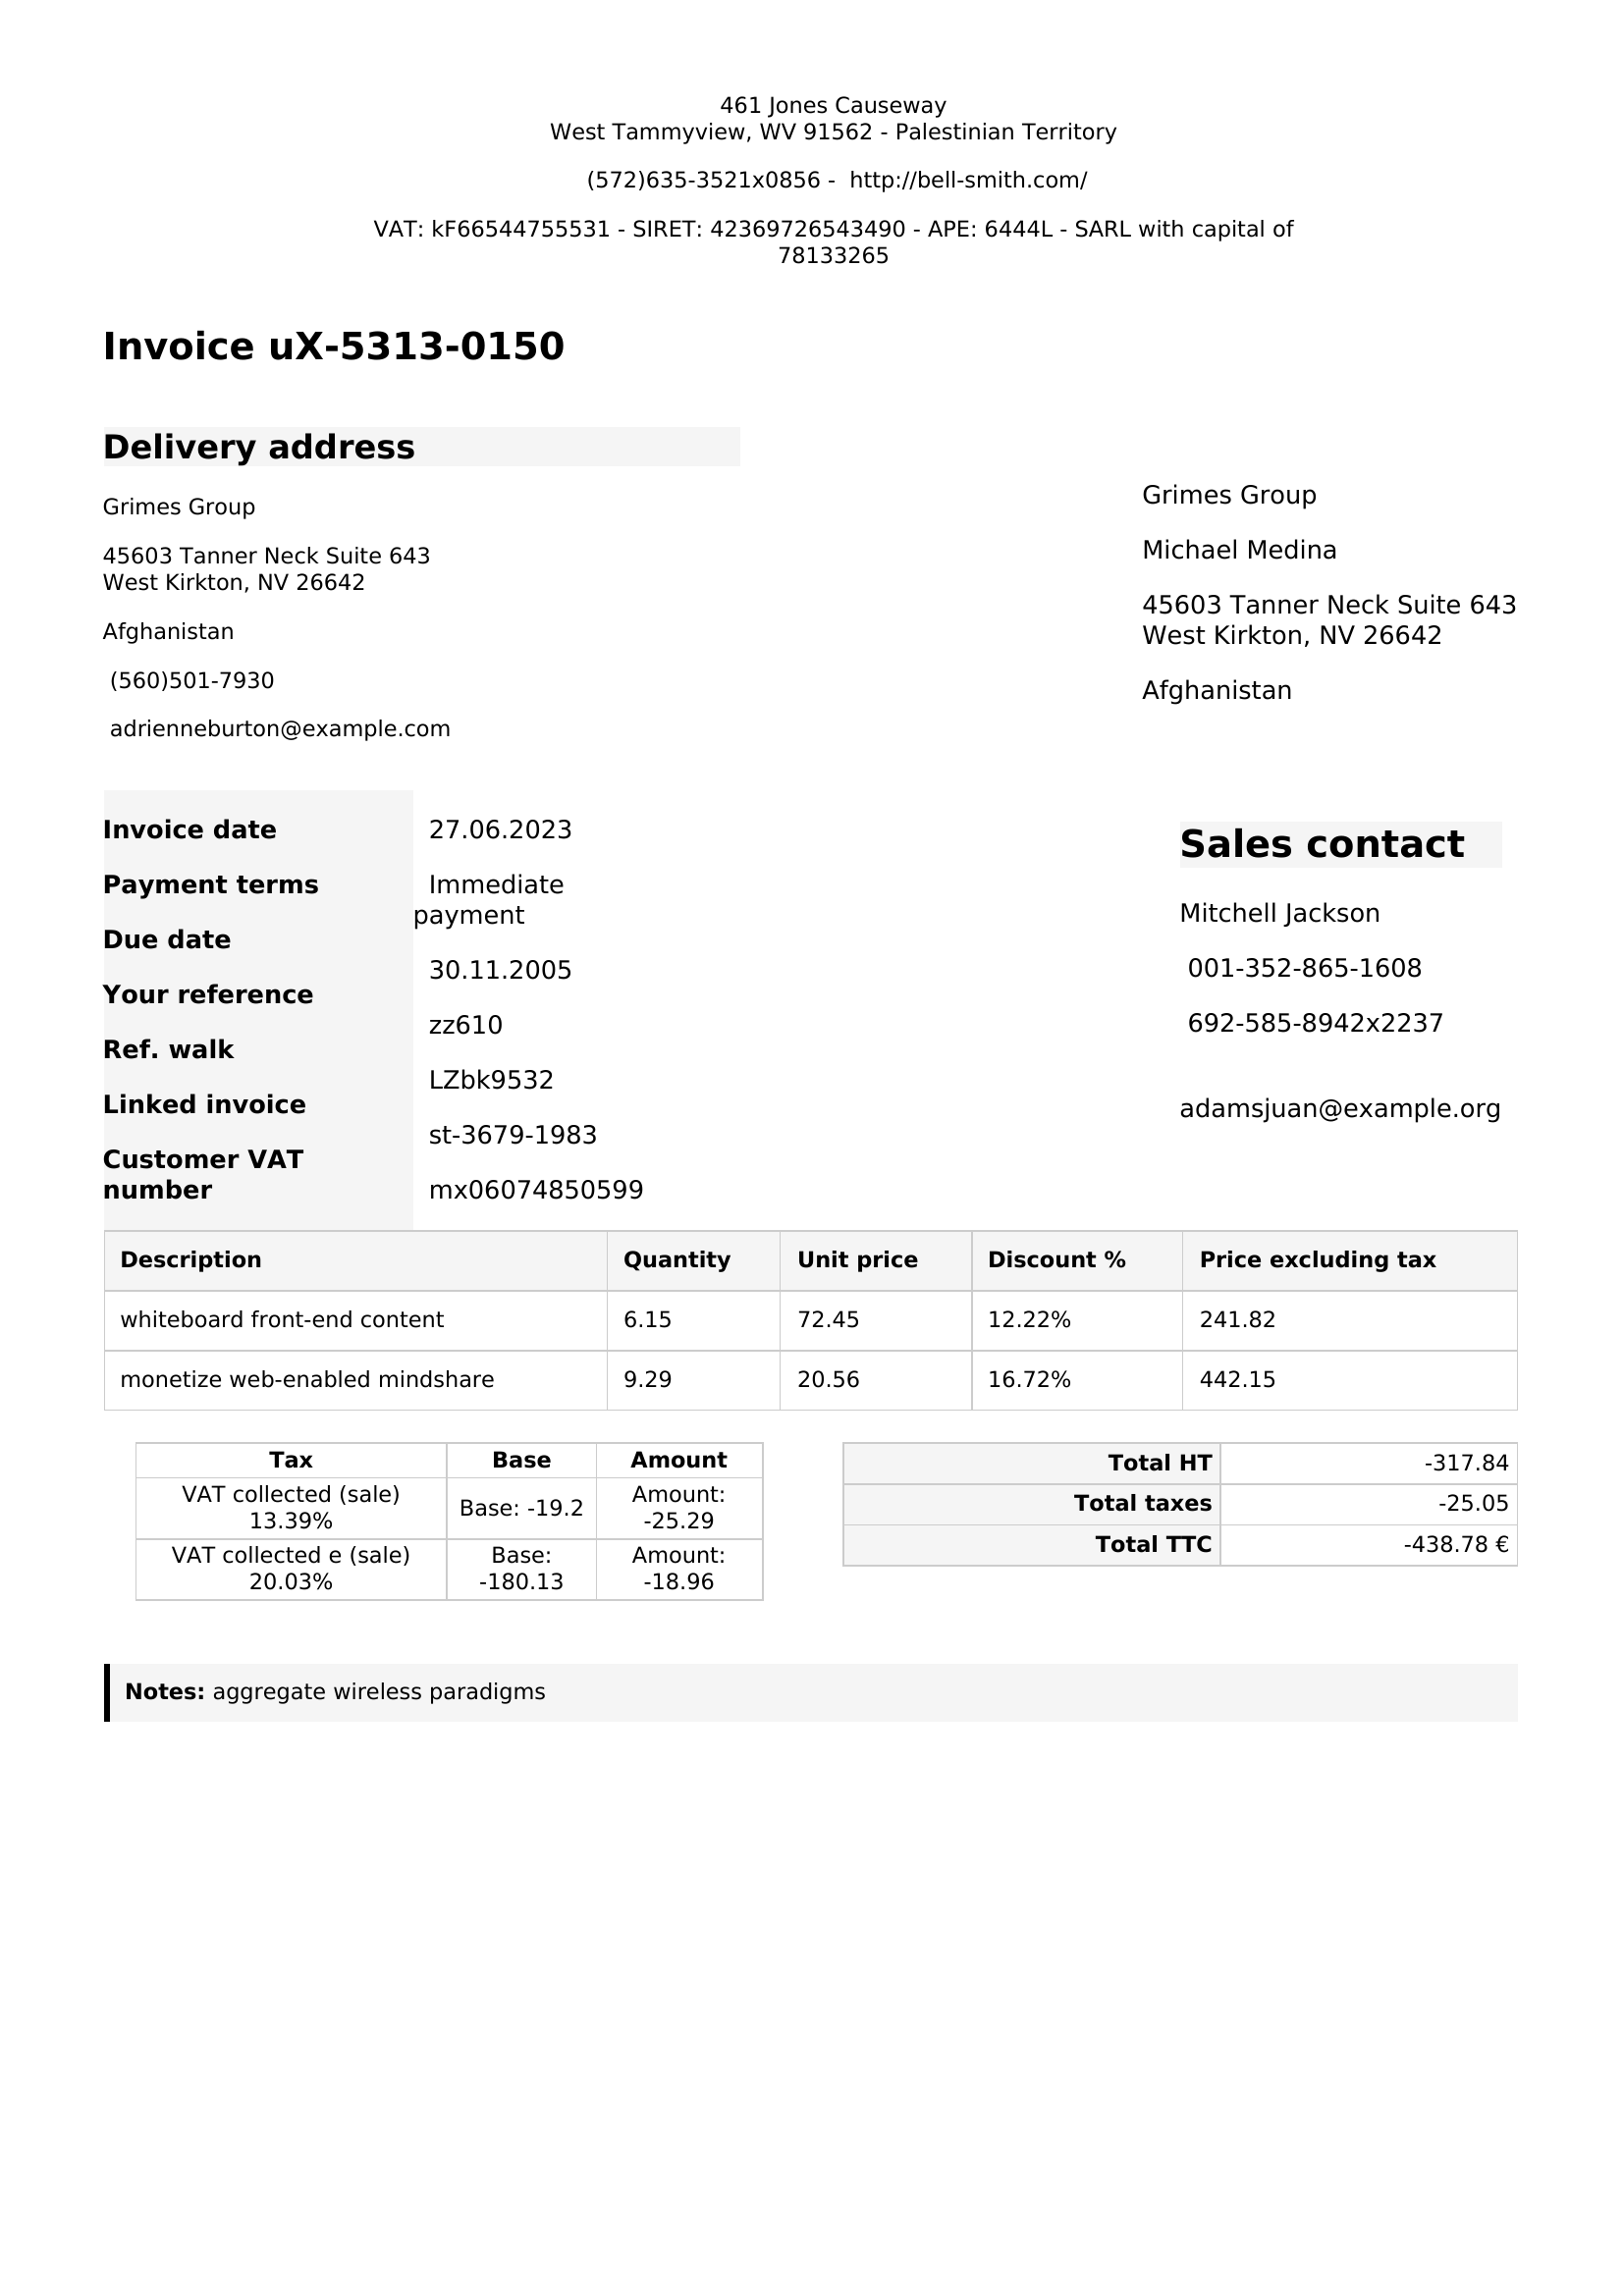 461 Jones Causeway
West Tammyview, WV 91562 - Palestinian Territory
(572)635-3521x0856 -  http://bell-smith.com/
VAT: kF66544755531 - SIRET: 42369726543490 - APE: 6444L - SARL with capital of
78133265
Invoice uX-5313-0150
Delivery address
Grimes Group
45603 Tanner Neck Suite 643
West Kirkton, NV 26642
Afghanistan
(560)501-7930
adrienneburton@example.com
Grimes Group
Michael Medina
45603 Tanner Neck Suite 643
West Kirkton, NV 26642
Afghanistan
Invoice date
Payment terms
Due date
Your reference
Ref. walk
Linked invoice
Customer VAT
number
27.06.2023
Immediate
payment
30.11.2005
zz610
LZbk9532
st-3679-1983
mx06074850599
Sales contact
Mitchell Jackson
001-352-865-1608
692-585-8942x2237
adamsjuan@example.org
Description Quantity Unit price Discount % Price excluding tax
whiteboard front-end content 6.15 72.45 12.22% 241.82
monetize web-enabled mindshare 9.29 20.56 16.72% 442.15
Tax Base Amount
VAT collected (sale)
13.39%
Base: -19.2
Amount:
-25.29
VAT collected e (sale)
20.03%
Base:
-180.13
Amount:
-18.96
Total HT -317.84
Total taxes -25.05
Total TTC -438.78 €
Notes: aggregate wireless paradigms